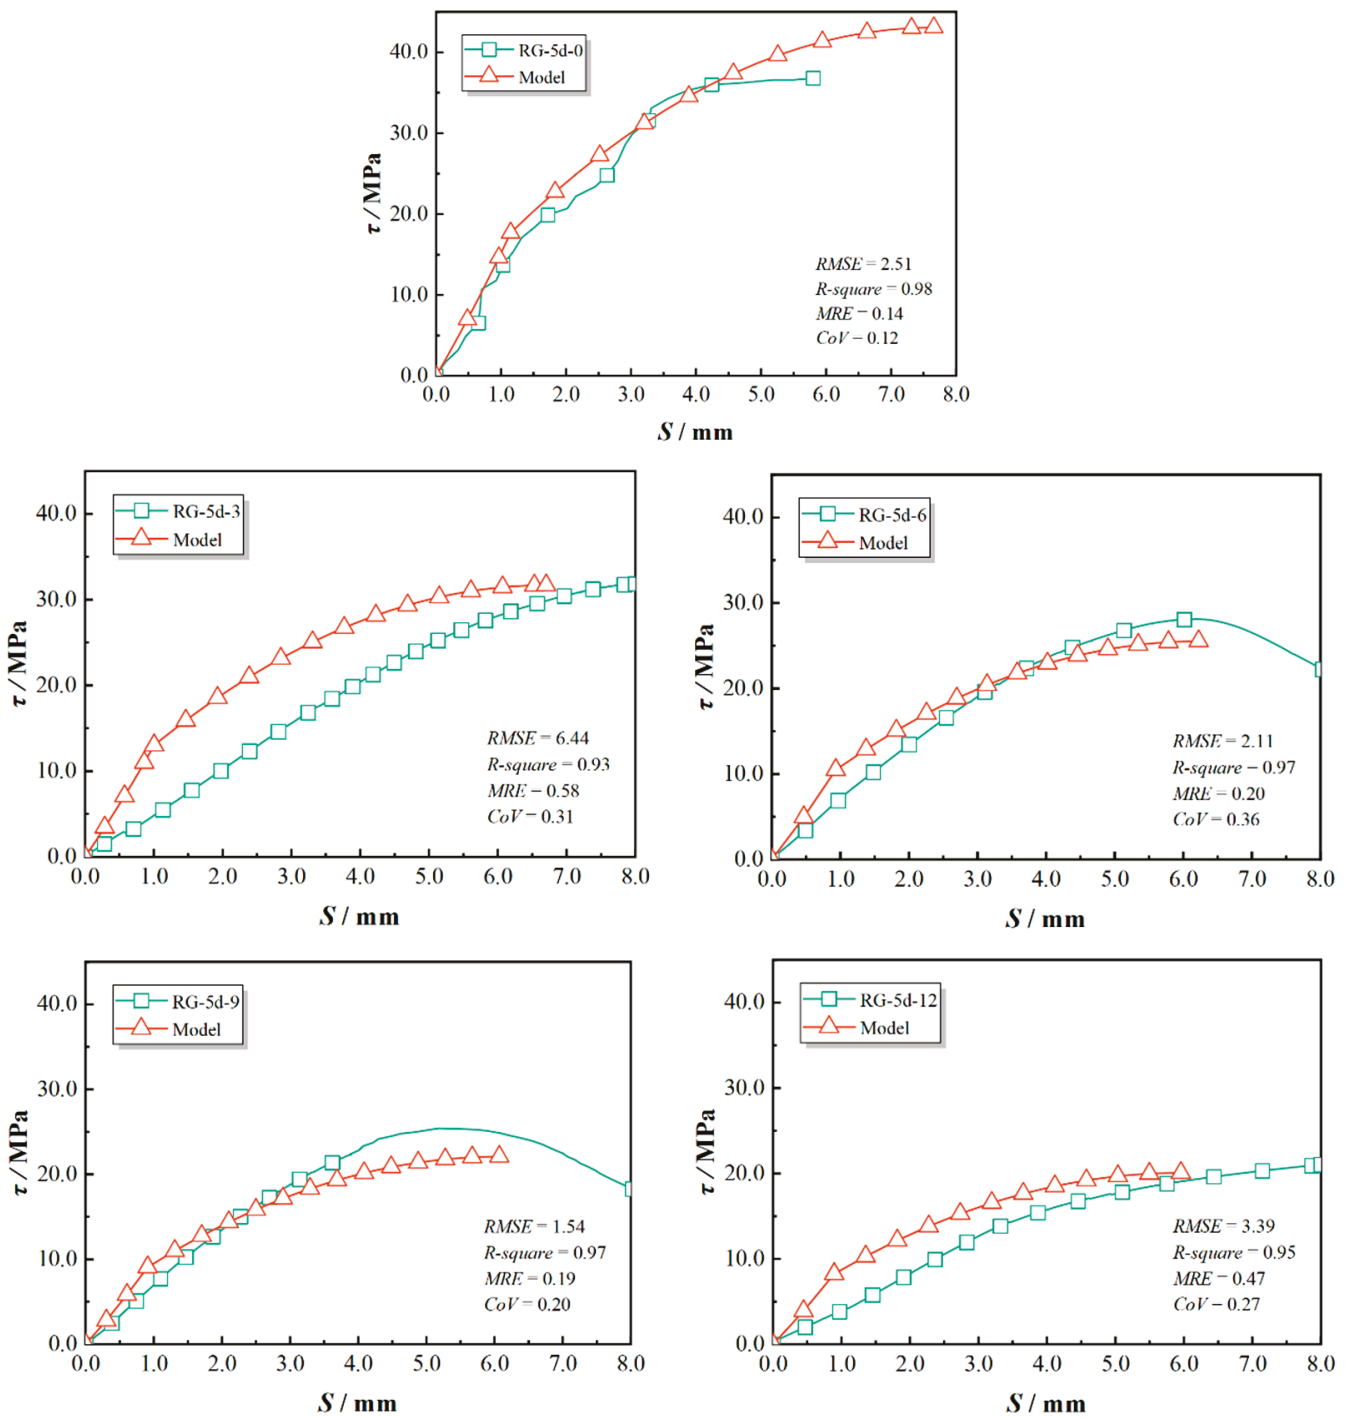 RG-5d-0
Model
40.0
30.0
20.0
10.0
0.0
τ / MPa
RMSE = 2.51
R-square = 0.98
MRE − 0.14
CoV − 0.12
0.0 1.0 2.0 3.0 4.0 5.0 6.0 7.0 8.0
S / mm
RG-5d-3
Model
40.0
30.0
20.0
10.0
0.0
τ / MPa
RMSE = 6.44
R-square = 0.93
MRE − 0.58
CoV − 0.31
0.0 1.0 2.0 3.0 4.0 5.0 6.0 7.0 8.0
S / mm
RG-5d-6
Model
40.0
30.0
20.0
10.0
0.0
τ / MPa
RMSE = 2.11
R-square − 0.97
MRE = 0.20
CoV = 0.36
0.0 1.0 2.0 3.0 4.0 5.0 6.0 7.0 8.0
S / mm
RG-5d-9
Model
40.0
30.0
20.0
10.0
0.0
τ / MPa
RMSE = 1.54
R-square = 0.97
MRE = 0.19
CoV = 0.20
0.0 1.0 2.0 3.0 4.0 5.0 6.0 7.0 8.0
S / mm
RG-5d-12
Model
40.0
30.0
20.0
10.0
0.0
τ / MPa
RMSE = 3.39
R-square = 0.95
MRE − 0.47
CoV − 0.27
0.0 1.0 2.0 3.0 4.0 5.0 6.0 7.0 8.0
S / mm